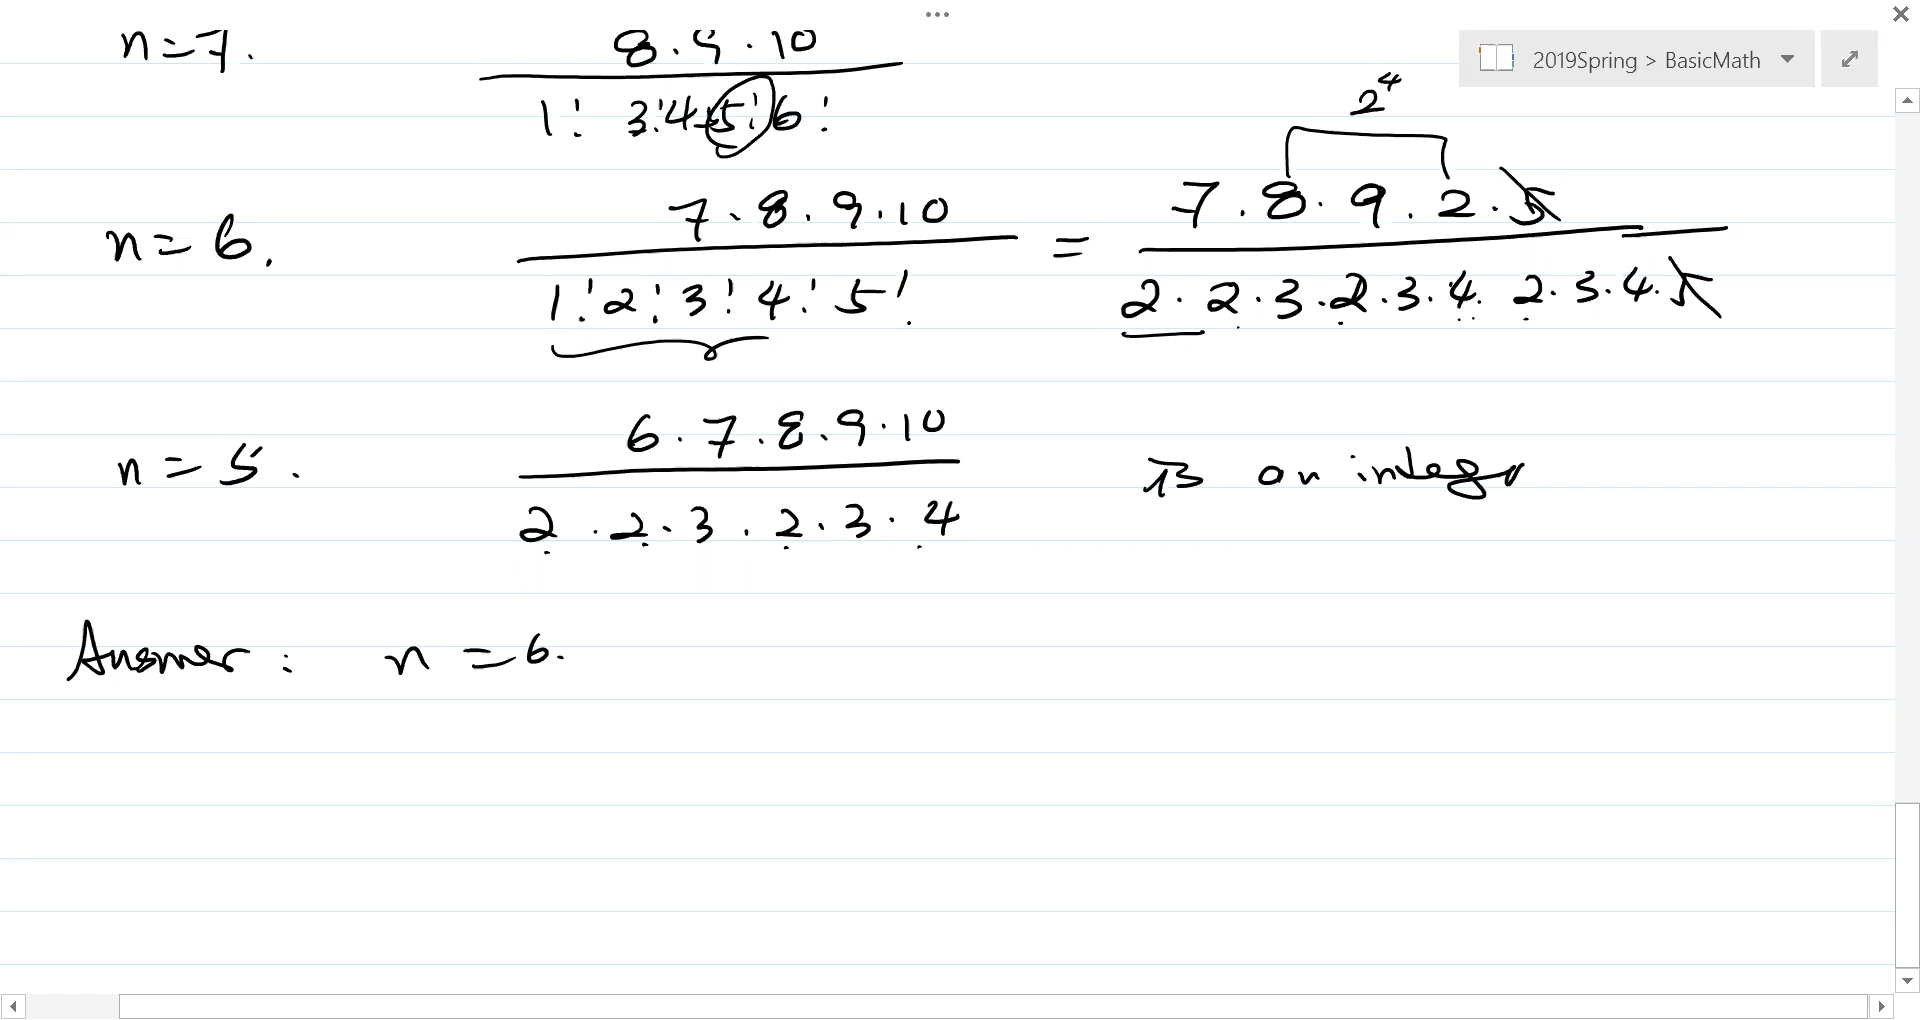 2019Spring > BasicMath
n=7. 8.9.10 / 1! 3!4!5!6!
2^4
n=6. 7.8.9.10 / 1!2!3!4!5! = 7.8.9.2.5 / 2.2.3.2.3.4.2.3.4.5
n=5. 6.7.8.9.10 / 2.2.3.2.3.4 is an integer
Answer: n=6.